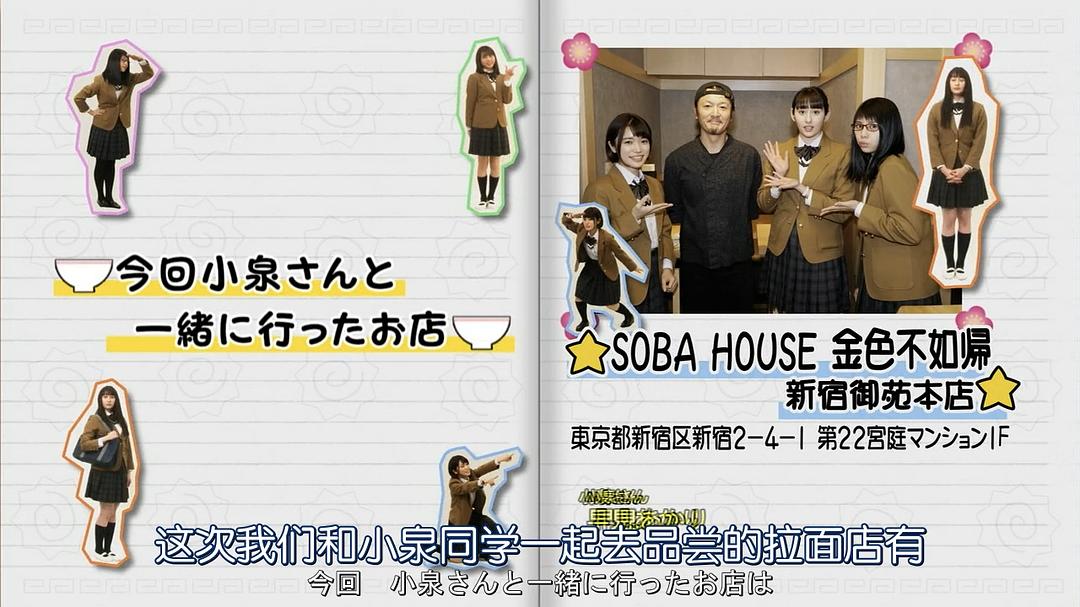 今回小泉さんと
一緒に行ったお店
SOBA HOUSE 金色不如帰
新宿御苑本店
東京都新宿区新宿2-4-1 第22宮庭マンション1F
这次我们和小泉同学一起去品尝的拉面店有
今回　小泉さんと一緒に行ったお店は